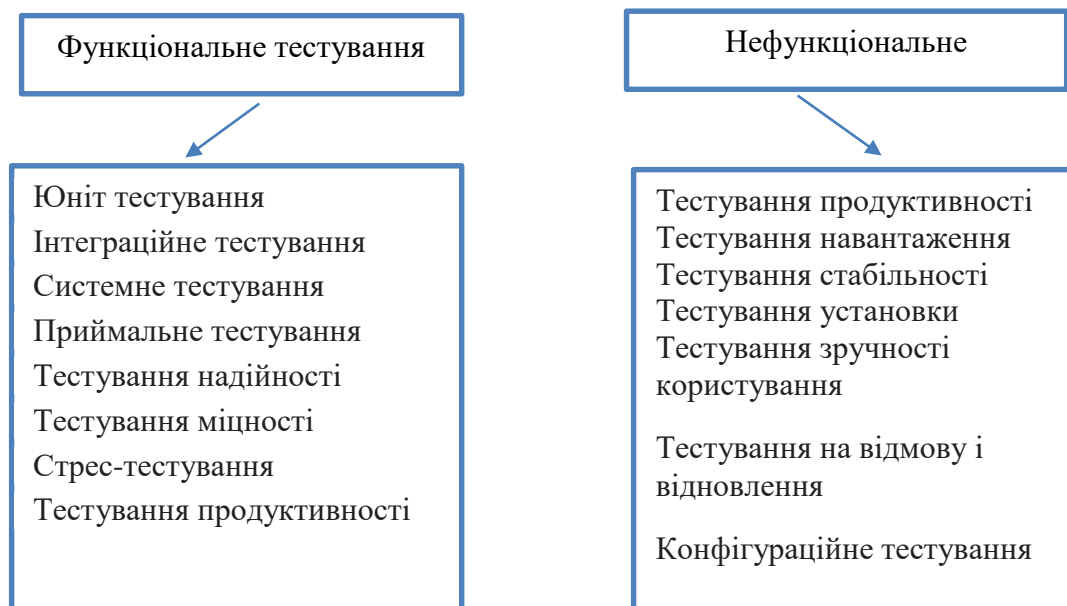 Функціональне тестування
Юніт тестування
Інтеграційне тестування
Системне тестування
Приймальне тестування
Тестування надійності
Тестування міцності
Стрес-тестування
Тестування продуктивності
Нефункціональне
Тестування продуктивності
Тестування навантаження
Тестування стабільності
Тестування установки
Тестування зручності
користування
Тестування на відмову і
відновлення
Конфігураційне тестування